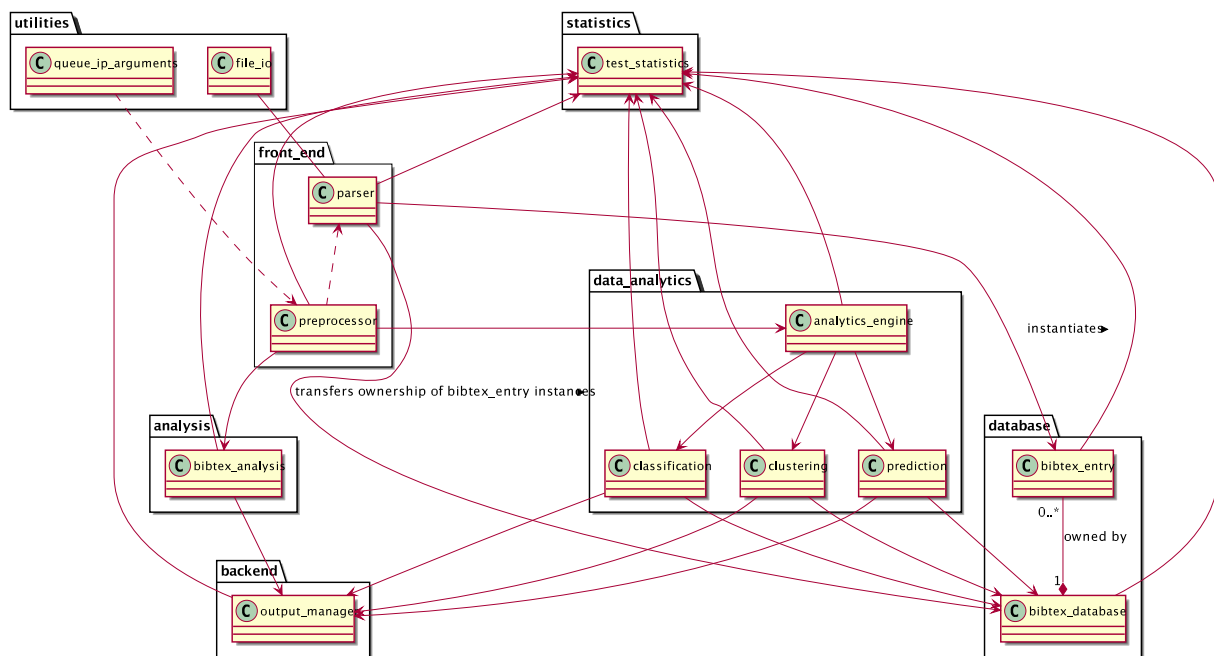 utilities
statistics
C queue_ip_arguments
C file_io
C test_statistics
front_end
C parser
data_analytics
C preprocessor
C analytics_engine
instantiates
transfers ownership of bibtex_entry instances
analysis
database
C bibtex_analysis
C classification
C clustering
C prediction
C bibtex_entry
0..*
owned by
backend
1
C output_manager
C bibtex_database